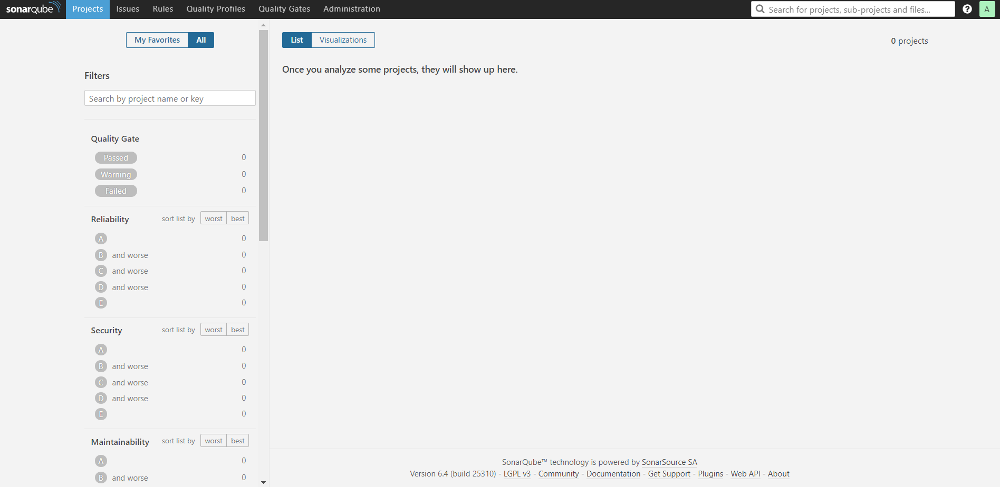 sonarqube Projects Issues Rules Quality Profiles Quality Gates Administration Search for projects, sub-projects and files... ? A
My Favorites All
Filters
Search by project name or key
Quality Gate
Passed 0
Warning 0
Failed 0
Reliability sort list by worst best
A 0
B and worse 0
C and worse 0
D and worse 0
E 0
Security sort list by worst best
A 0
B and worse 0
C and worse 0
D and worse 0
E 0
Maintainability sort list by worst best
A 0
B and worse 0
List Visualizations 0 projects
Once you analyze some projects, they will show up here.
SonarQube™ technology is powered by SonarSource SA
Version 6.4 (build 25310) - LGPL v3 - Community - Documentation - Get Support - Plugins - Web API - About